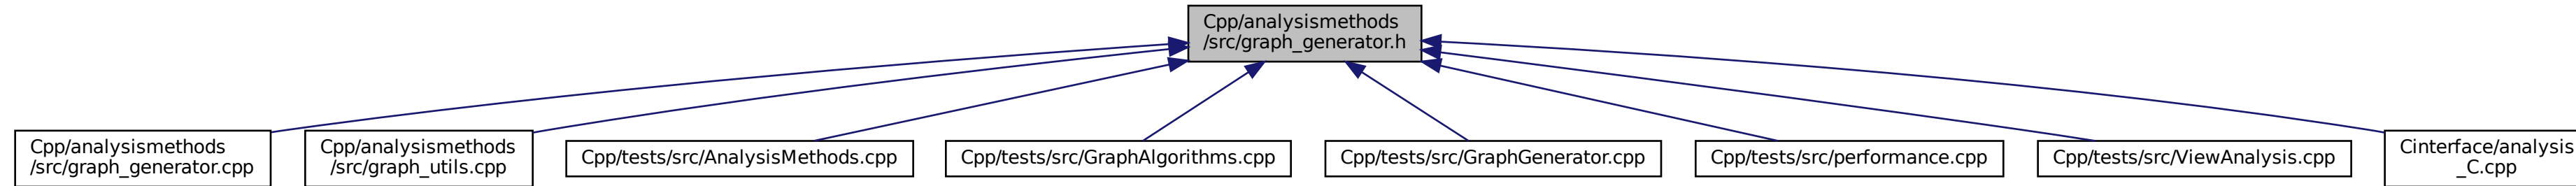 Cpp/analysismethods
/src/graph_generator.h
Cpp/analysismethods
/src/graph_generator.cpp
Cpp/analysismethods
/src/graph_utils.cpp
Cpp/tests/src/AnalysisMethods.cpp
Cpp/tests/src/GraphAlgorithms.cpp
Cpp/tests/src/GraphGenerator.cpp
Cpp/tests/src/performance.cpp
Cpp/tests/src/ViewAnalysis.cpp
Cinterface/analysis
_C.cpp